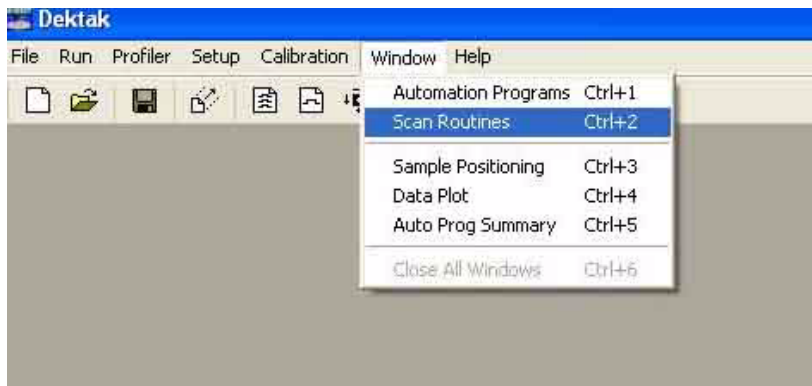 Dektak
File Run Profiler Setup Calibration Window Help
Automation Programs Ctrl+1
Scan Routines Ctrl+2
Sample Positioning Ctrl+3
Data Plot Ctrl+4
Auto Prog Summary Ctrl+5
Close All Windows Ctrl+6